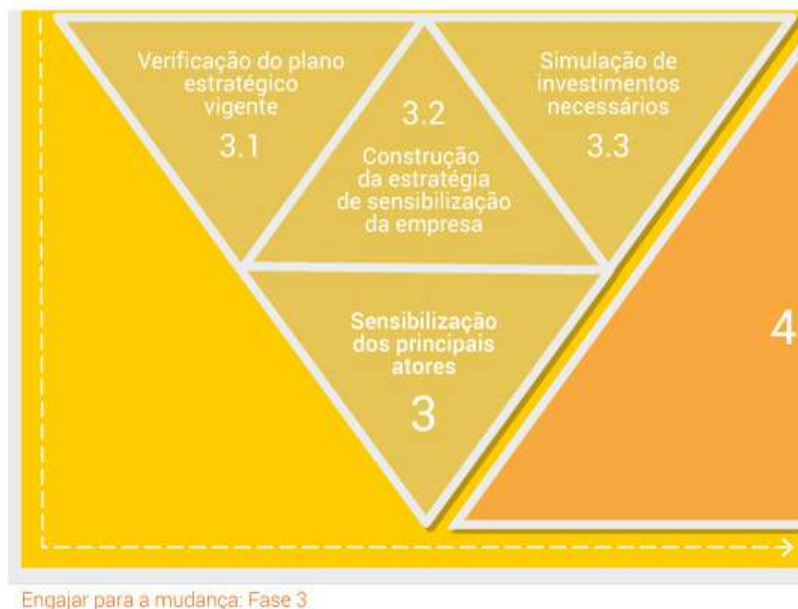 Verificação do plano
estratégico
vigente
3.1
3.2
Construção
da estratégia
de sensibilização
da empresa
Simulação de
investimentos
necessários
3.3
Sensibilização
dos principais
atores
3
4
Engajar para a mudança: Fase 3